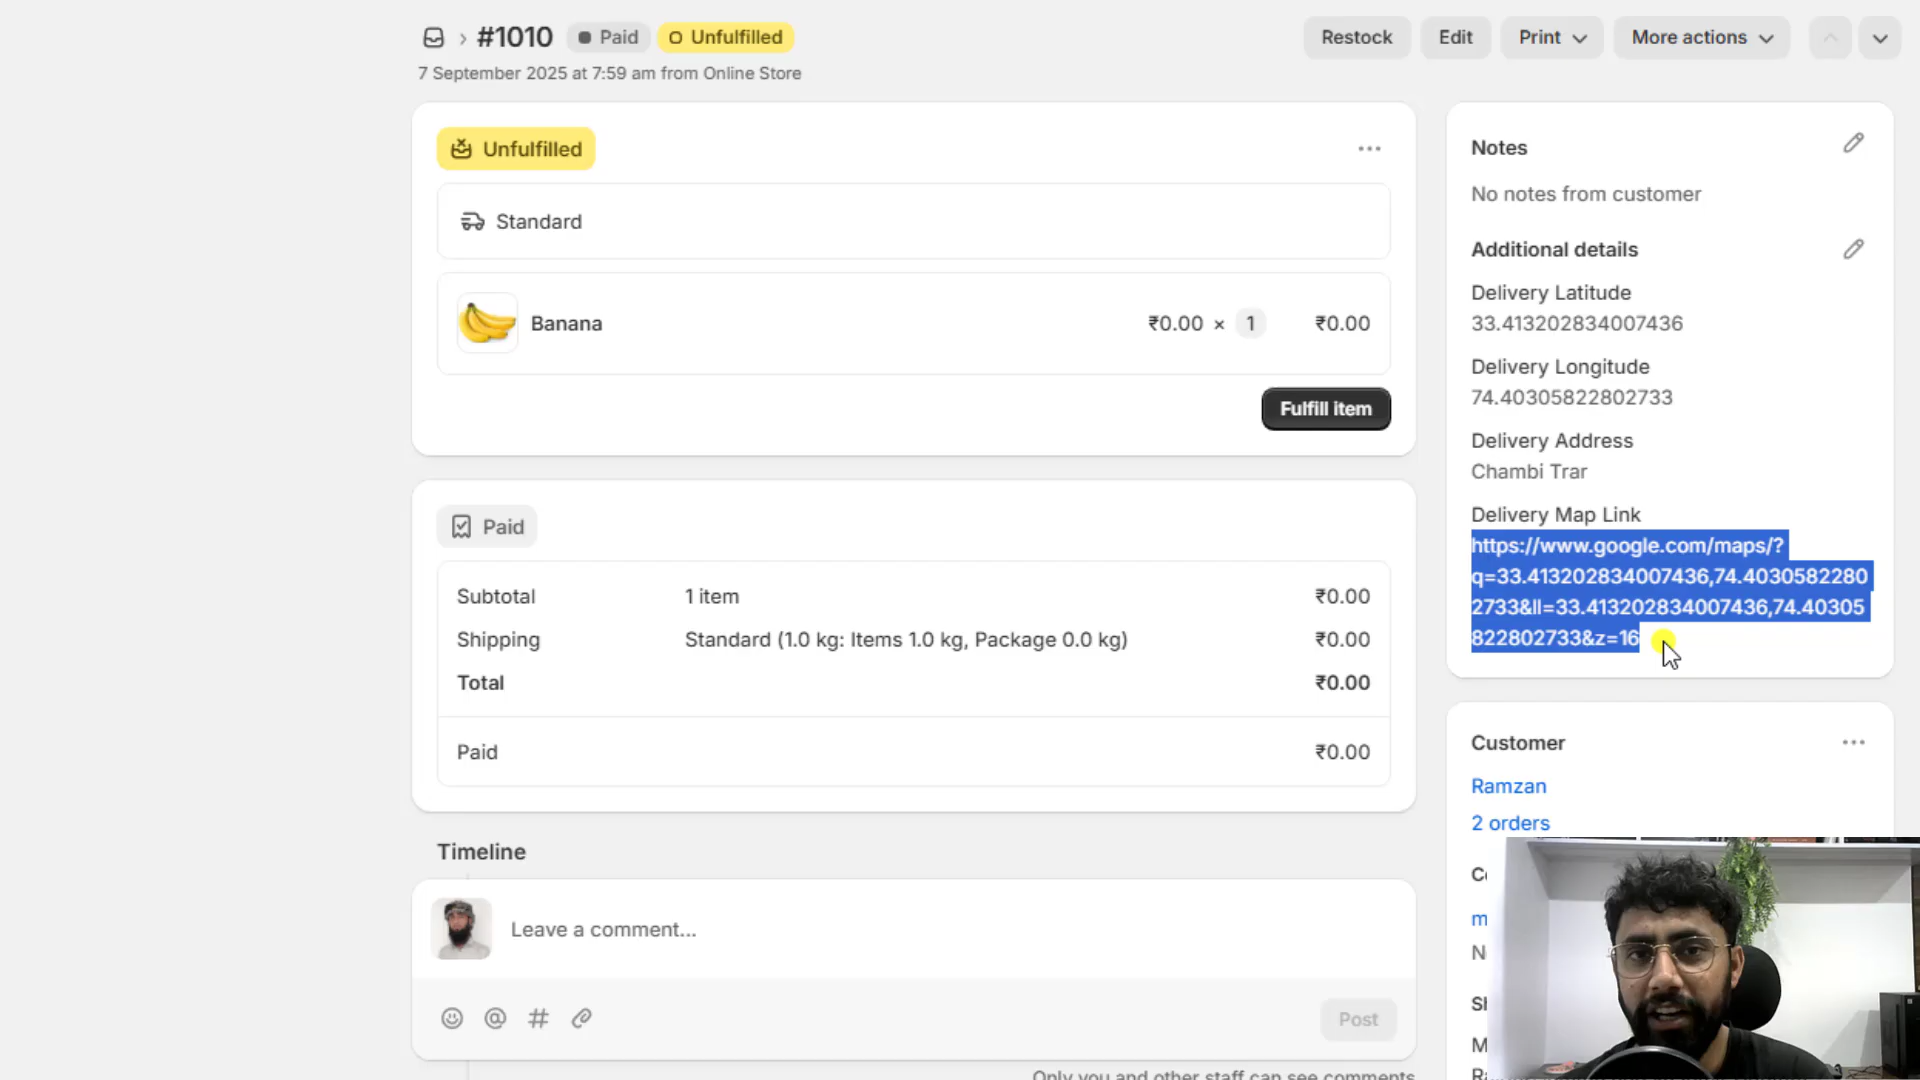 #1010
Paid
Unfulfilled
Restock
Edit
Print
More actions
7 September 2025 at 7:59 am from Online Store
Unfulfilled
Standard
Banana
₹0.00 × 1
₹0.00
Fulfill item
Paid
Subtotal 1 item ₹0.00
Shipping Standard (1.0 kg: Items 1.0 kg, Package 0.0 kg) ₹0.00
Total ₹0.00
Paid ₹0.00
Timeline
Leave a comment...
Post
Only you and other staff can see comments
Notes
No notes from customer
Additional details
Delivery Latitude
33.413202834007436
Delivery Longitude
74.40305822802733
Delivery Address
Chambi Trar
Delivery Map Link
https://www.google.com/maps/?
q=33.413202834007436,74.4030582280
2733&ll=33.413202834007436,74.40305
822802733&z=16
Customer
Ramzan
2 orders